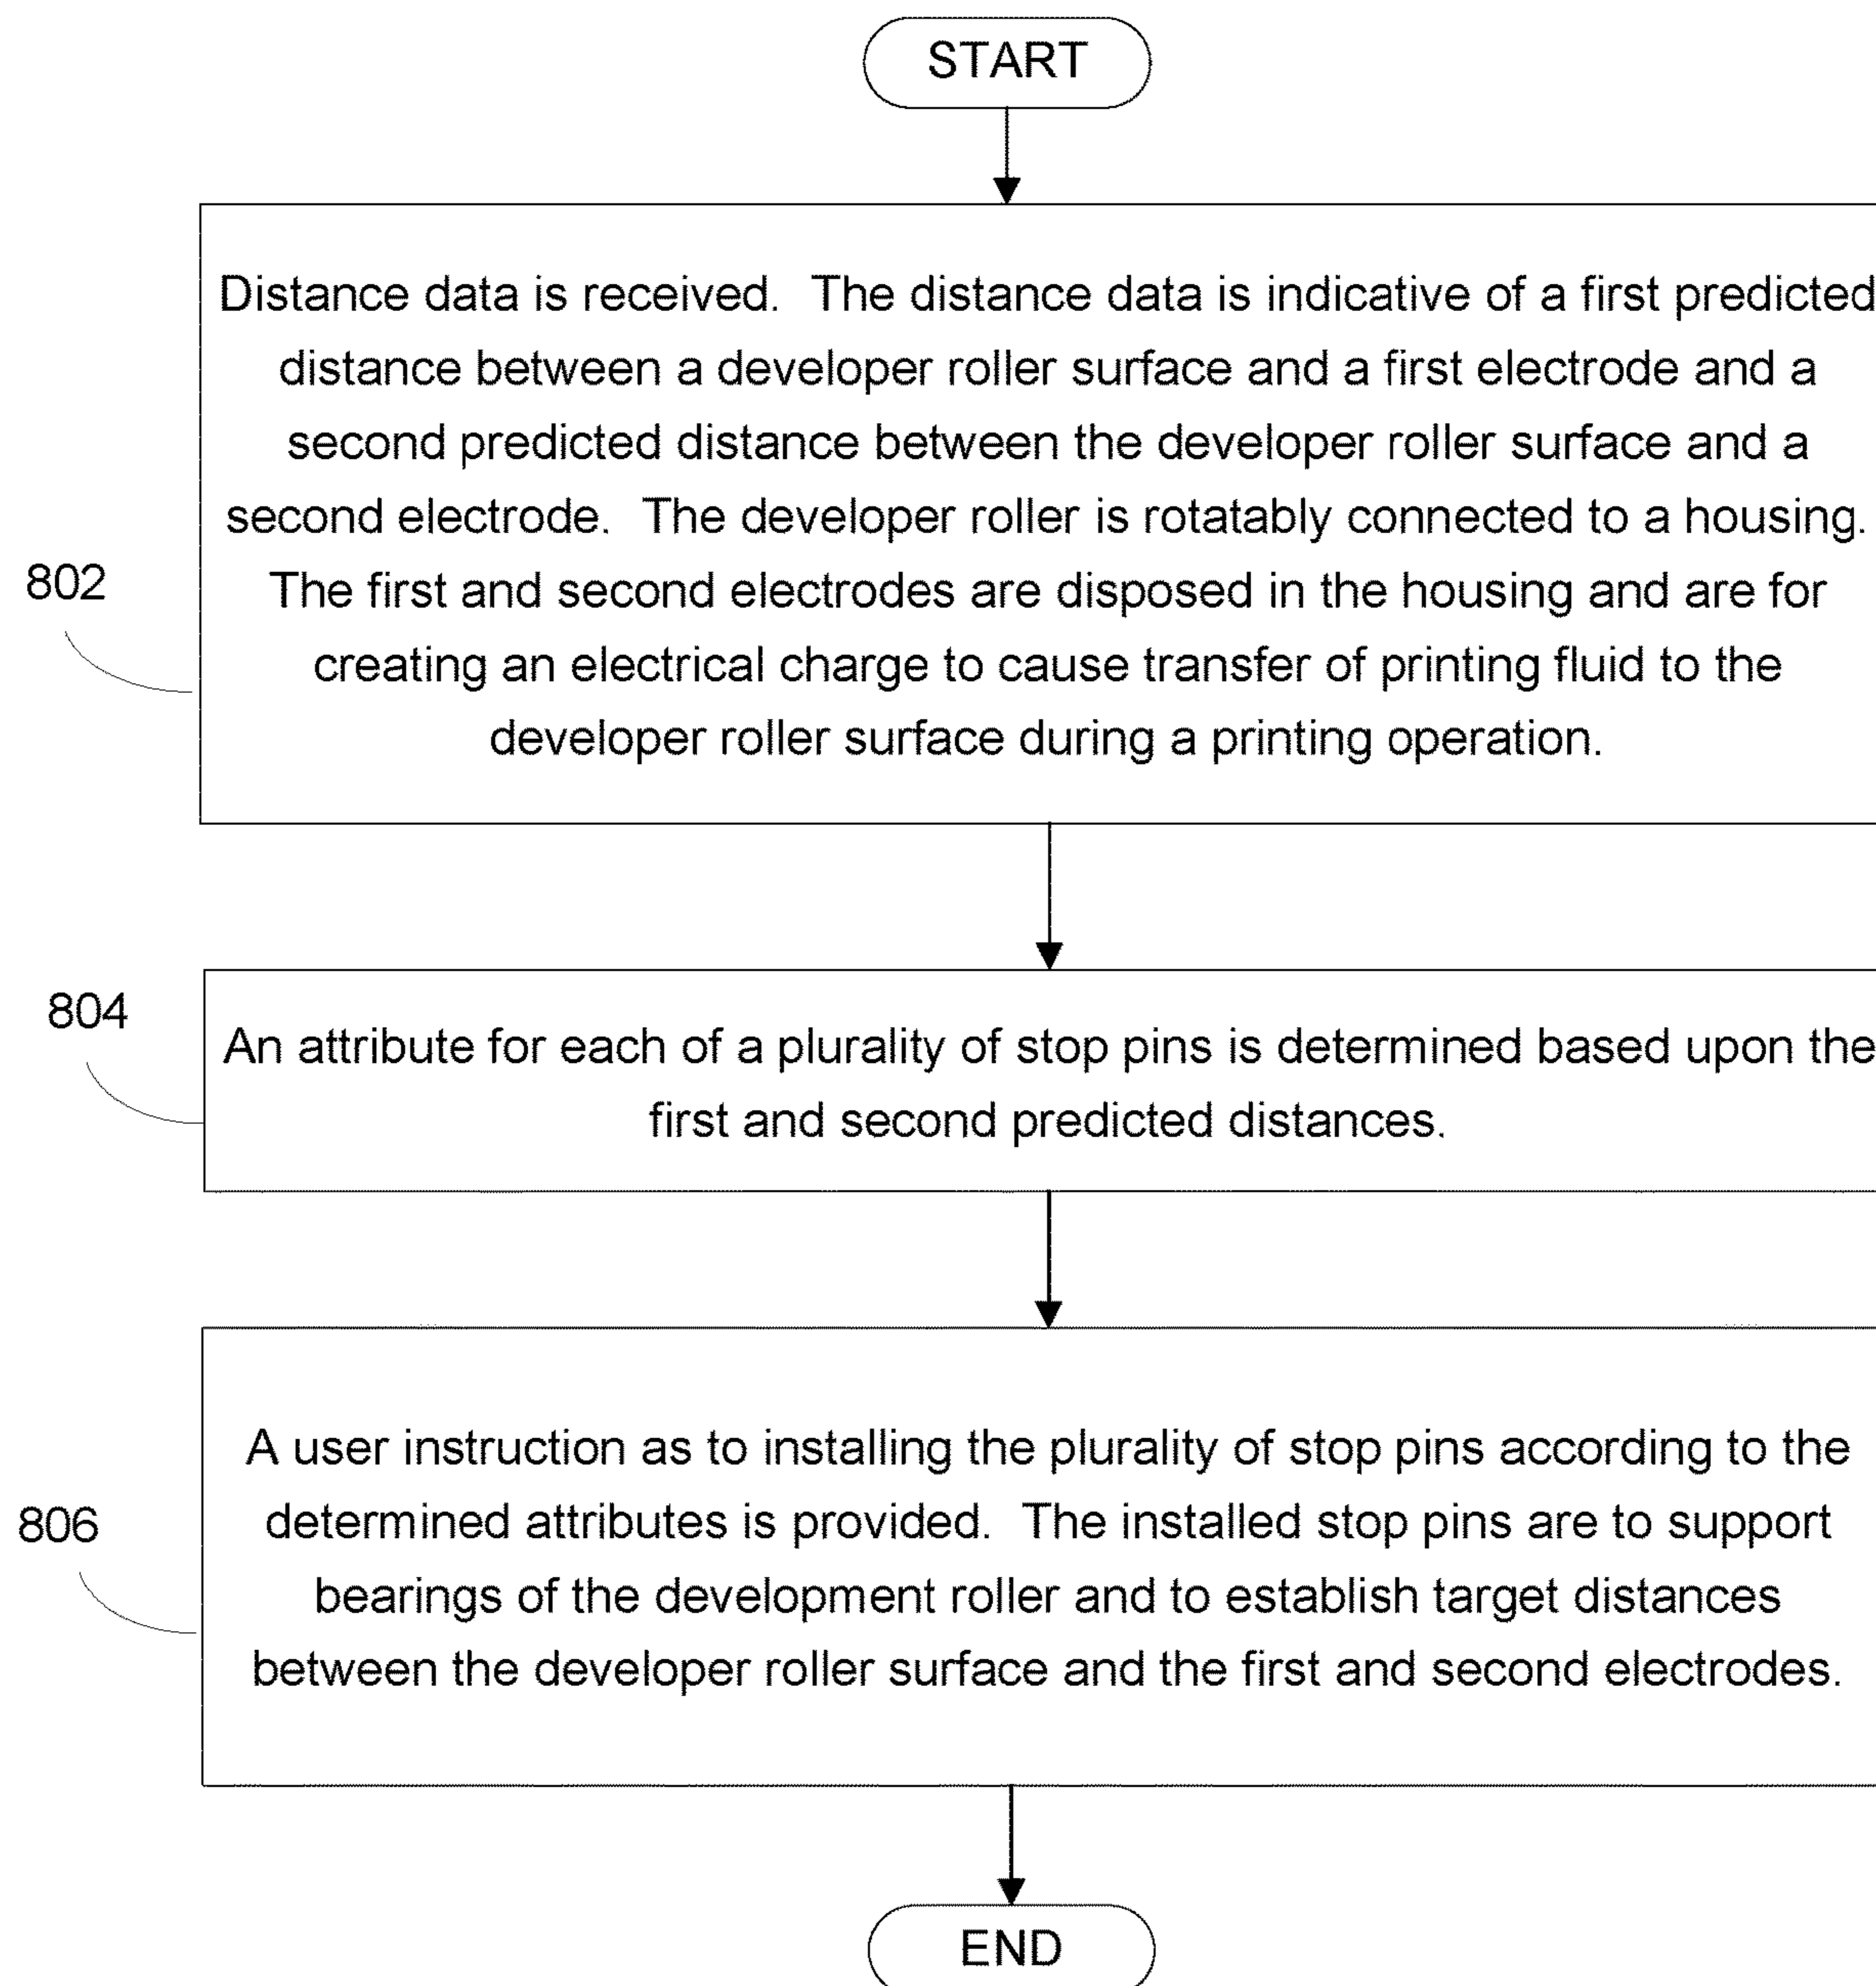 START
Distance data is received. The distance data is indicative of a first predicted
distance between a developer roller surface and a first electrode and a
second predicted distance between the developer roller surface and a
second electrode. The developer roller is rotatably connected to a housing.
802
The first and second electrodes are disposed in the housing and are for
creating an electrical charge to cause transfer of printing fluid to the
developer roller surface during a printing operation.
804
An attribute for each of a plurality of stop pins is determined based upon the
first and second predicted distances.
A user instruction as to installing the plurality of stop pins according to the
806
determined attributes is provided. The installed stop pins are to support
bearings of the development roller and to establish target distances
between the developer roller surface and the first and second electrodes.
END